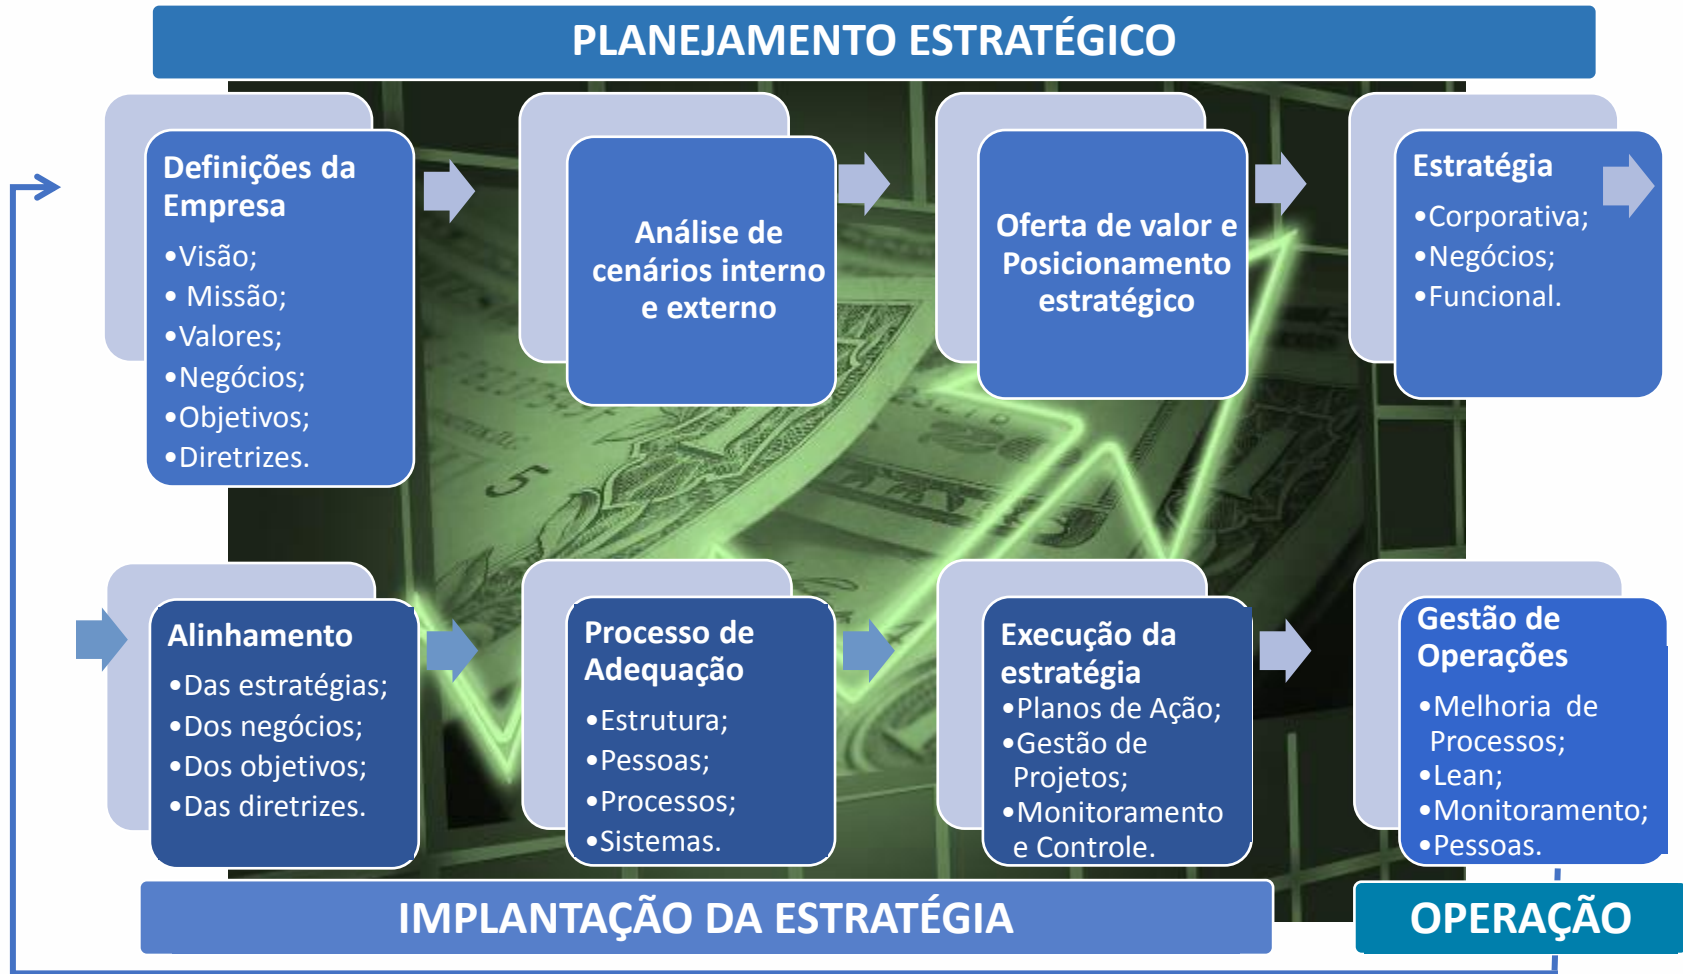 PLANEJAMENTO ESTRATÉGICO
Definições da
Empresa
•Visão;
• Missão;
•Valores;
•Negócios;
•Objetivos;
•Diretrizes.
Análise de
cenários interno
e externo
Oferta de valor e
Posicionamento
estratégico
Estratégia
•Corporativa;
•Negócios;
•Funcional.
Alinhamento
•Das estratégias;
•Dos negócios;
•Dos objetivos;
•Das diretrizes.
Processo de
Adequação
•Estrutura;
•Pessoas;
•Processos;
•Sistemas.
Execução da
estratégia
•Planos de Ação;
•Gestão de
Projetos;
•Monitoramento
e Controle.
Gestão de
Operações
•Melhoria de
Processos;
•Lean;
•Monitoramento;
•Pessoas.
5
IMPLANTAÇÃO DA ESTRATÉGIA
OPERAÇÃO